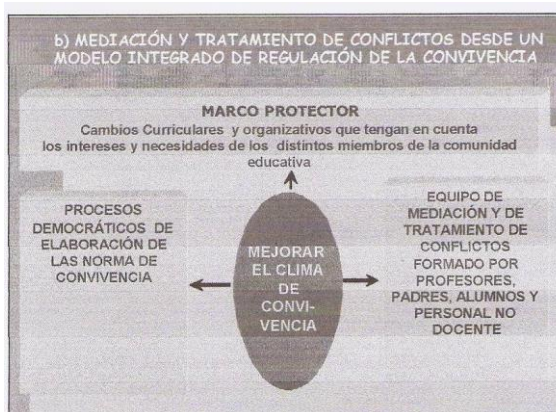 b) MEDIACIÓN Y TRATAMIENTO DE CONFLICTOS DESDE UN
MODELO INTEGRADO DE REGULACIÓN DE LA CONVIVENCIA
MARCO PROTECTOR
Cambios Curriculares y organizativos que tengan en cuenta
los intereses y necesidades de los distintos miembros de la comunidad
educativa
PROCESOS
DEMOCRÁTICOS DE
ELABORACIÓN DE
LAS NORMA DE
CONVIVENCIA
MEJORAR
EL CLIMA
DE
CONVI-
VENCIA
EQUIPO DE
MEDIACIÓN Y DE
TRATAMIENTO DE
CONFLICTOS
FORMADO POR
PROFESORES,
PADRES, ALUMNOS Y
PERSONAL NO
DOCENTE